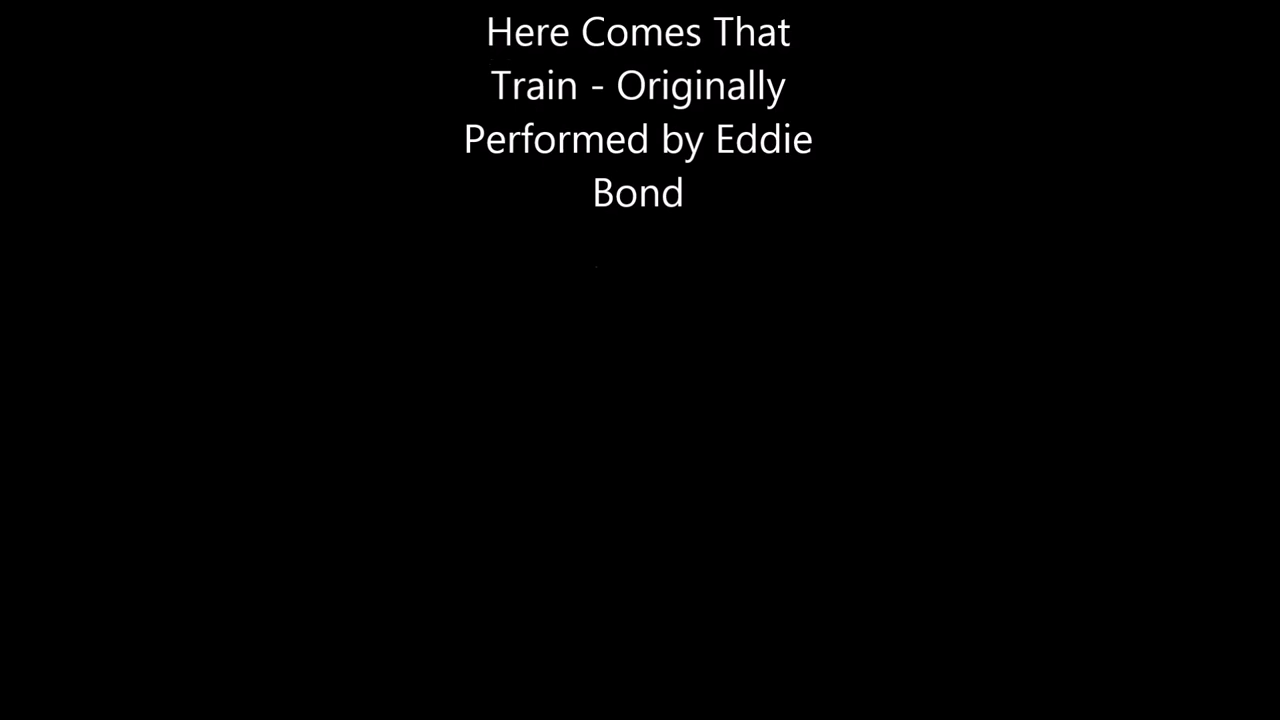 Here Comes That
Train - Originally
Performed by Eddie
Bond